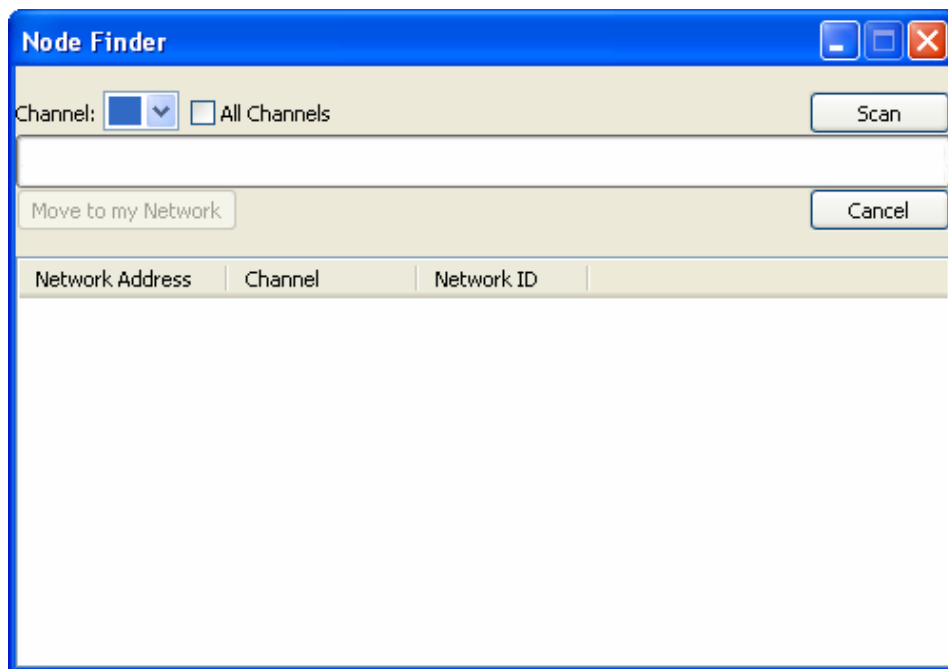 Node Finder
Channel: All Channels Scan
Move to my Network Cancel
Network Address Channel Network ID